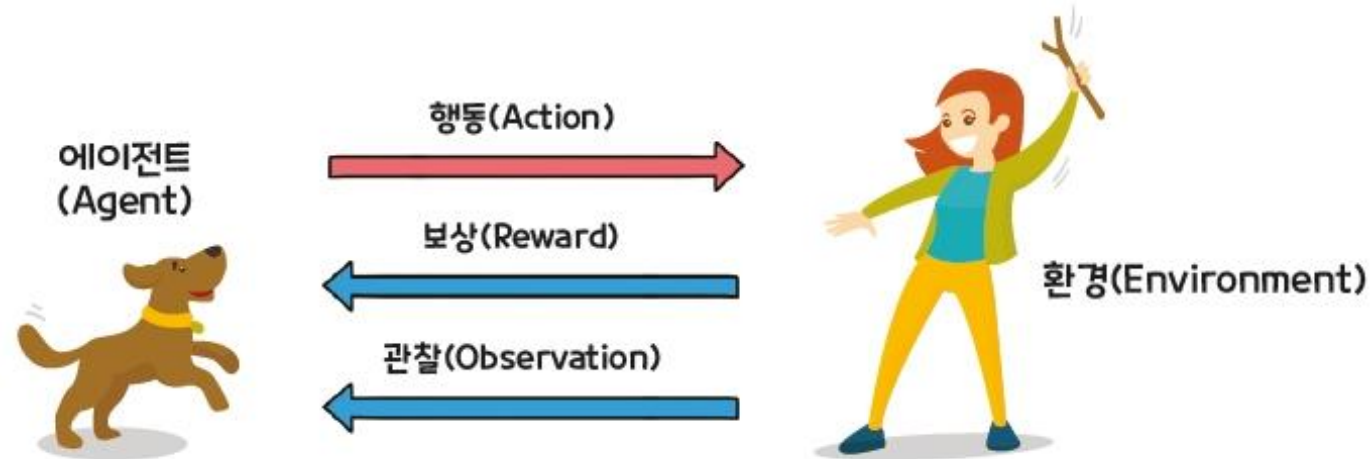 에이전트
(Agent)
행동(Action)
보상(Reward)
관찰(Observation)
환경(Environment)